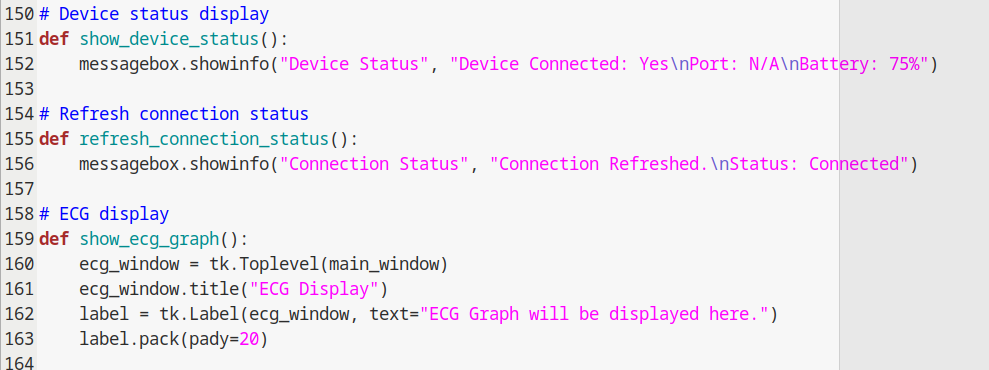 150 # Device status display
151 def show_device_status():
152     messagebox.showinfo("Device Status", "Device Connected: Yes\nPort: N/A\nBattery: 75%")
153
154 # Refresh connection status
155 def refresh_connection_status():
156     messagebox.showinfo("Connection Status", "Connection Refreshed.\nStatus: Connected")
157
158 # ECG display
159 def show_ecg_graph():
160     ecg_window = tk.Toplevel(main_window)
161     ecg_window.title("ECG Display")
162     label = tk.Label(ecg_window, text="ECG Graph will be displayed here.")
163     label.pack(pady=20)
164